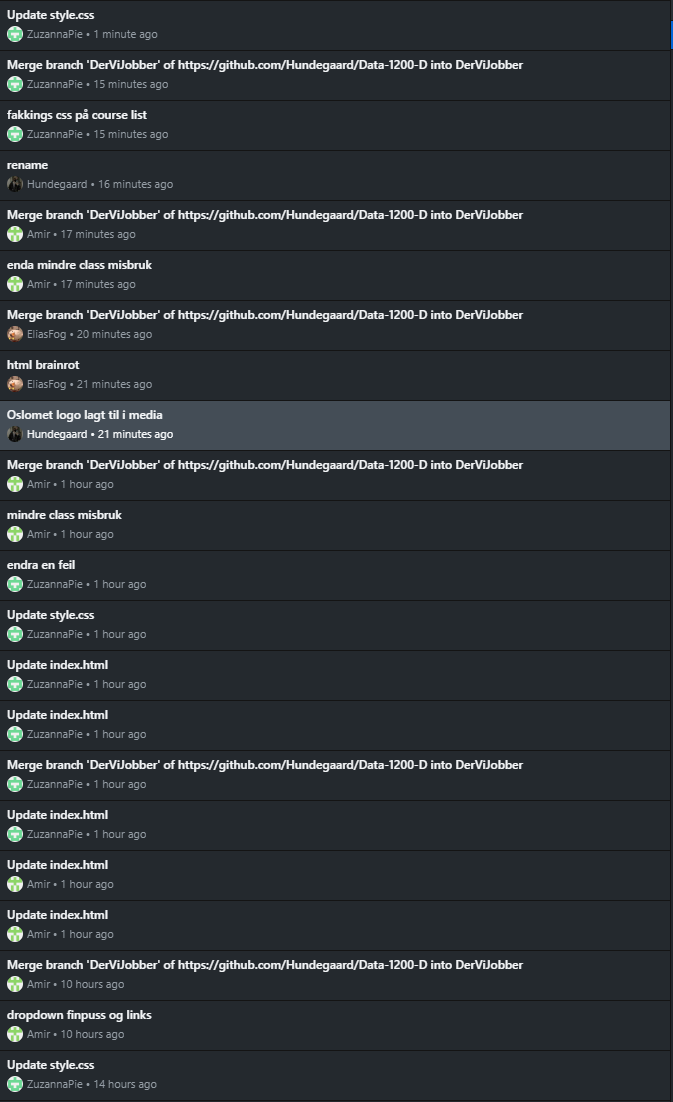 Update style.css
ZuzannaPie • 1 minute ago
Merge branch 'DerViJobber' of https://github.com/Hundegaard/Data-1200-D into DerViJobber
ZuzannaPie • 15 minutes ago
fakkings css på course list
ZuzannaPie • 15 minutes ago
rename
Hundegaard • 16 minutes ago
Merge branch 'DerViJobber' of https://github.com/Hundegaard/Data-1200-D into DerViJobber
Amir • 17 minutes ago
enda mindre class misbruk
Amir • 17 minutes ago
Merge branch 'DerViJobber' of https://github.com/Hundegaard/Data-1200-D into DerViJobber
EliasFog • 20 minutes ago
html brainrot
EliasFog • 21 minutes ago
Oslomet logo lagt til i media
Hundegaard • 21 minutes ago
Merge branch 'DerViJobber' of https://github.com/Hundegaard/Data-1200-D into DerViJobber
Amir • 1 hour ago
mindre class misbruk
Amir • 1 hour ago
endra en feil
ZuzannaPie • 1 hour ago
Update style.css
ZuzannaPie • 1 hour ago
Update index.html
ZuzannaPie • 1 hour ago
Update index.html
ZuzannaPie • 1 hour ago
Merge branch 'DerViJobber' of https://github.com/Hundegaard/Data-1200-D into DerViJobber
ZuzannaPie • 1 hour ago
Update index.html
ZuzannaPie • 1 hour ago
Update index.html
Amir • 1 hour ago
Update index.html
Amir • 1 hour ago
Merge branch 'DerViJobber' of https://github.com/Hundegaard/Data-1200-D into DerViJobber
Amir • 10 hours ago
dropdown finpuss og links
Amir • 10 hours ago
Update style.css
ZuzannaPie • 14 hours ago